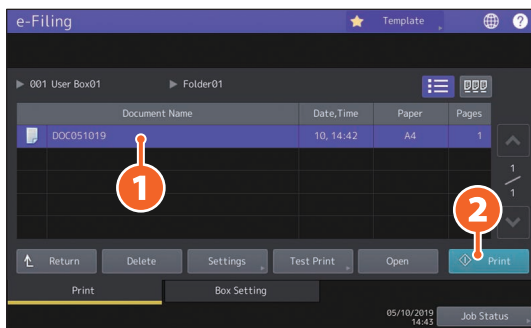 e-Filing
Template
?
001 User Box01 Folder01
Document Name Date,Time Paper Pages
DOC051019 10, 14:42 A4 1
1
1
1
2
Return Delete Settings Test Print Open Print
Print Box Setting
05/10/2019
14:43
Job Status